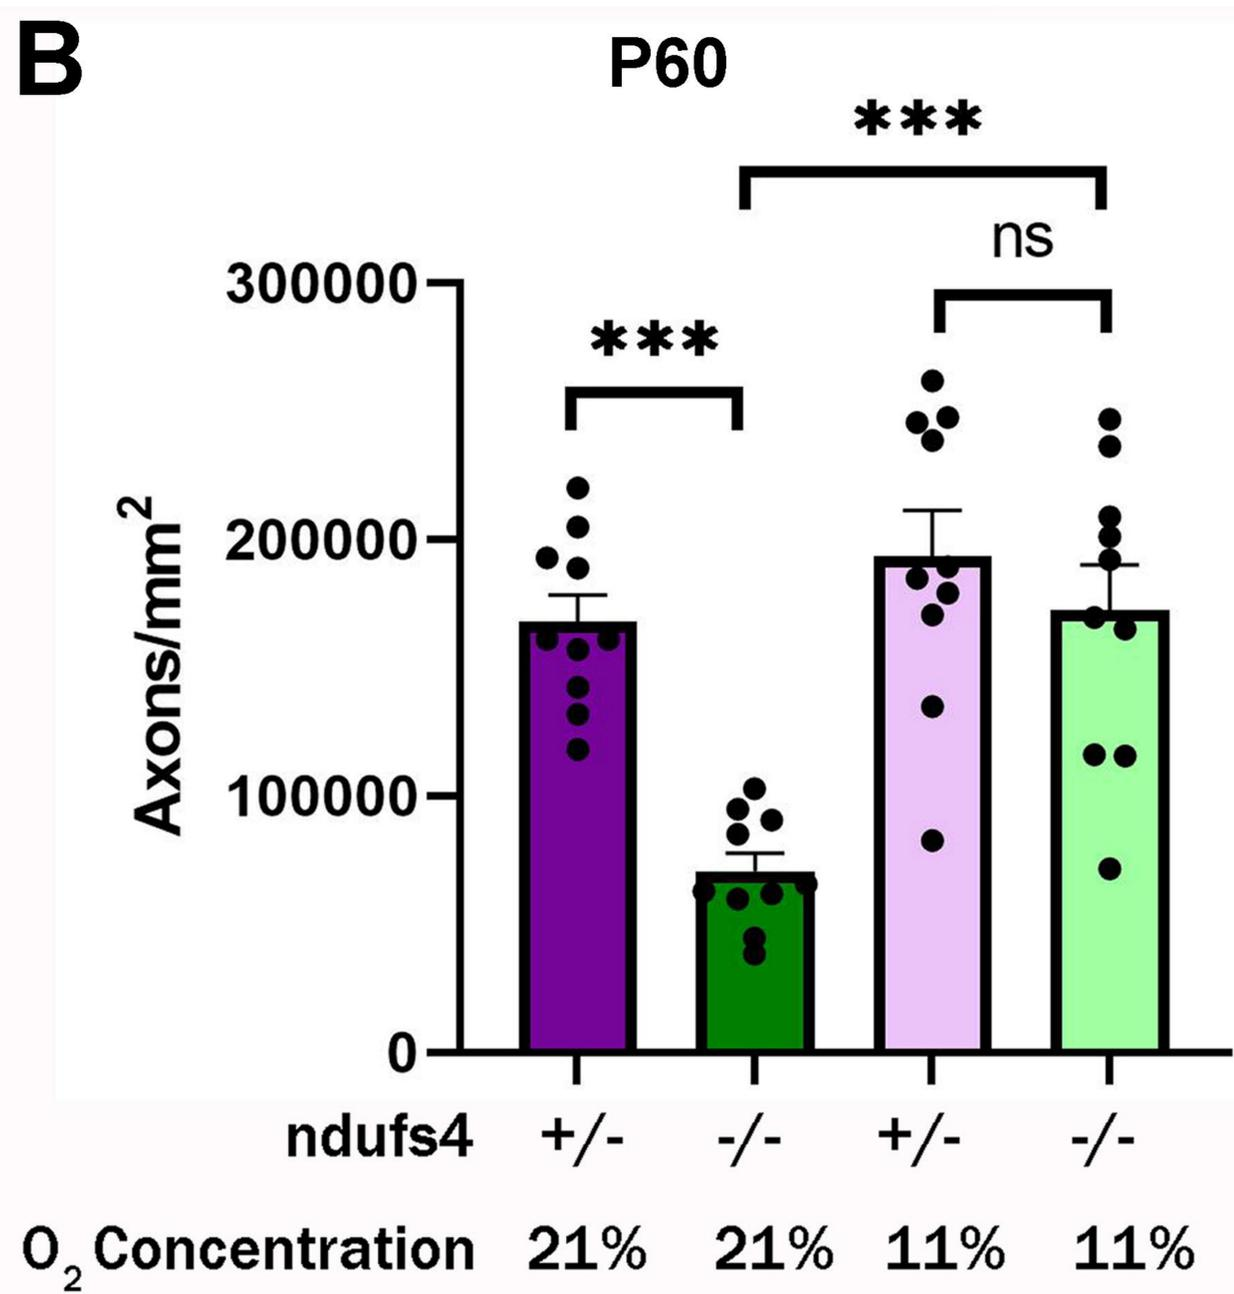 B
P60
***
ns
300000
***
200000
100000
0
Axons/mm²
ndufs4 +/- -/- +/- -/-
O₂ Concentration 21% 21% 11% 11%